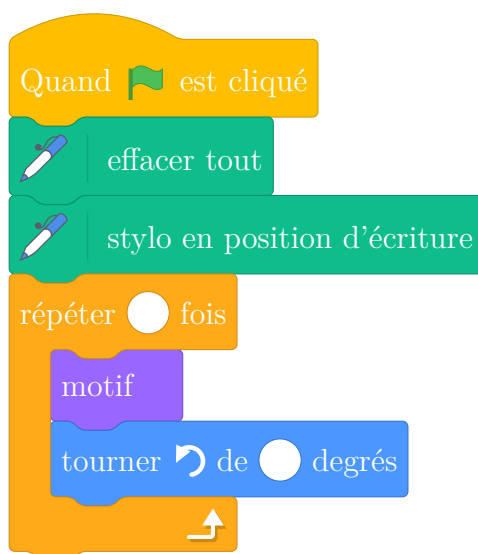 Quand est cliqué
effacer tout
stylo en position d'écriture
répéter fois
motif
tourner de degrés